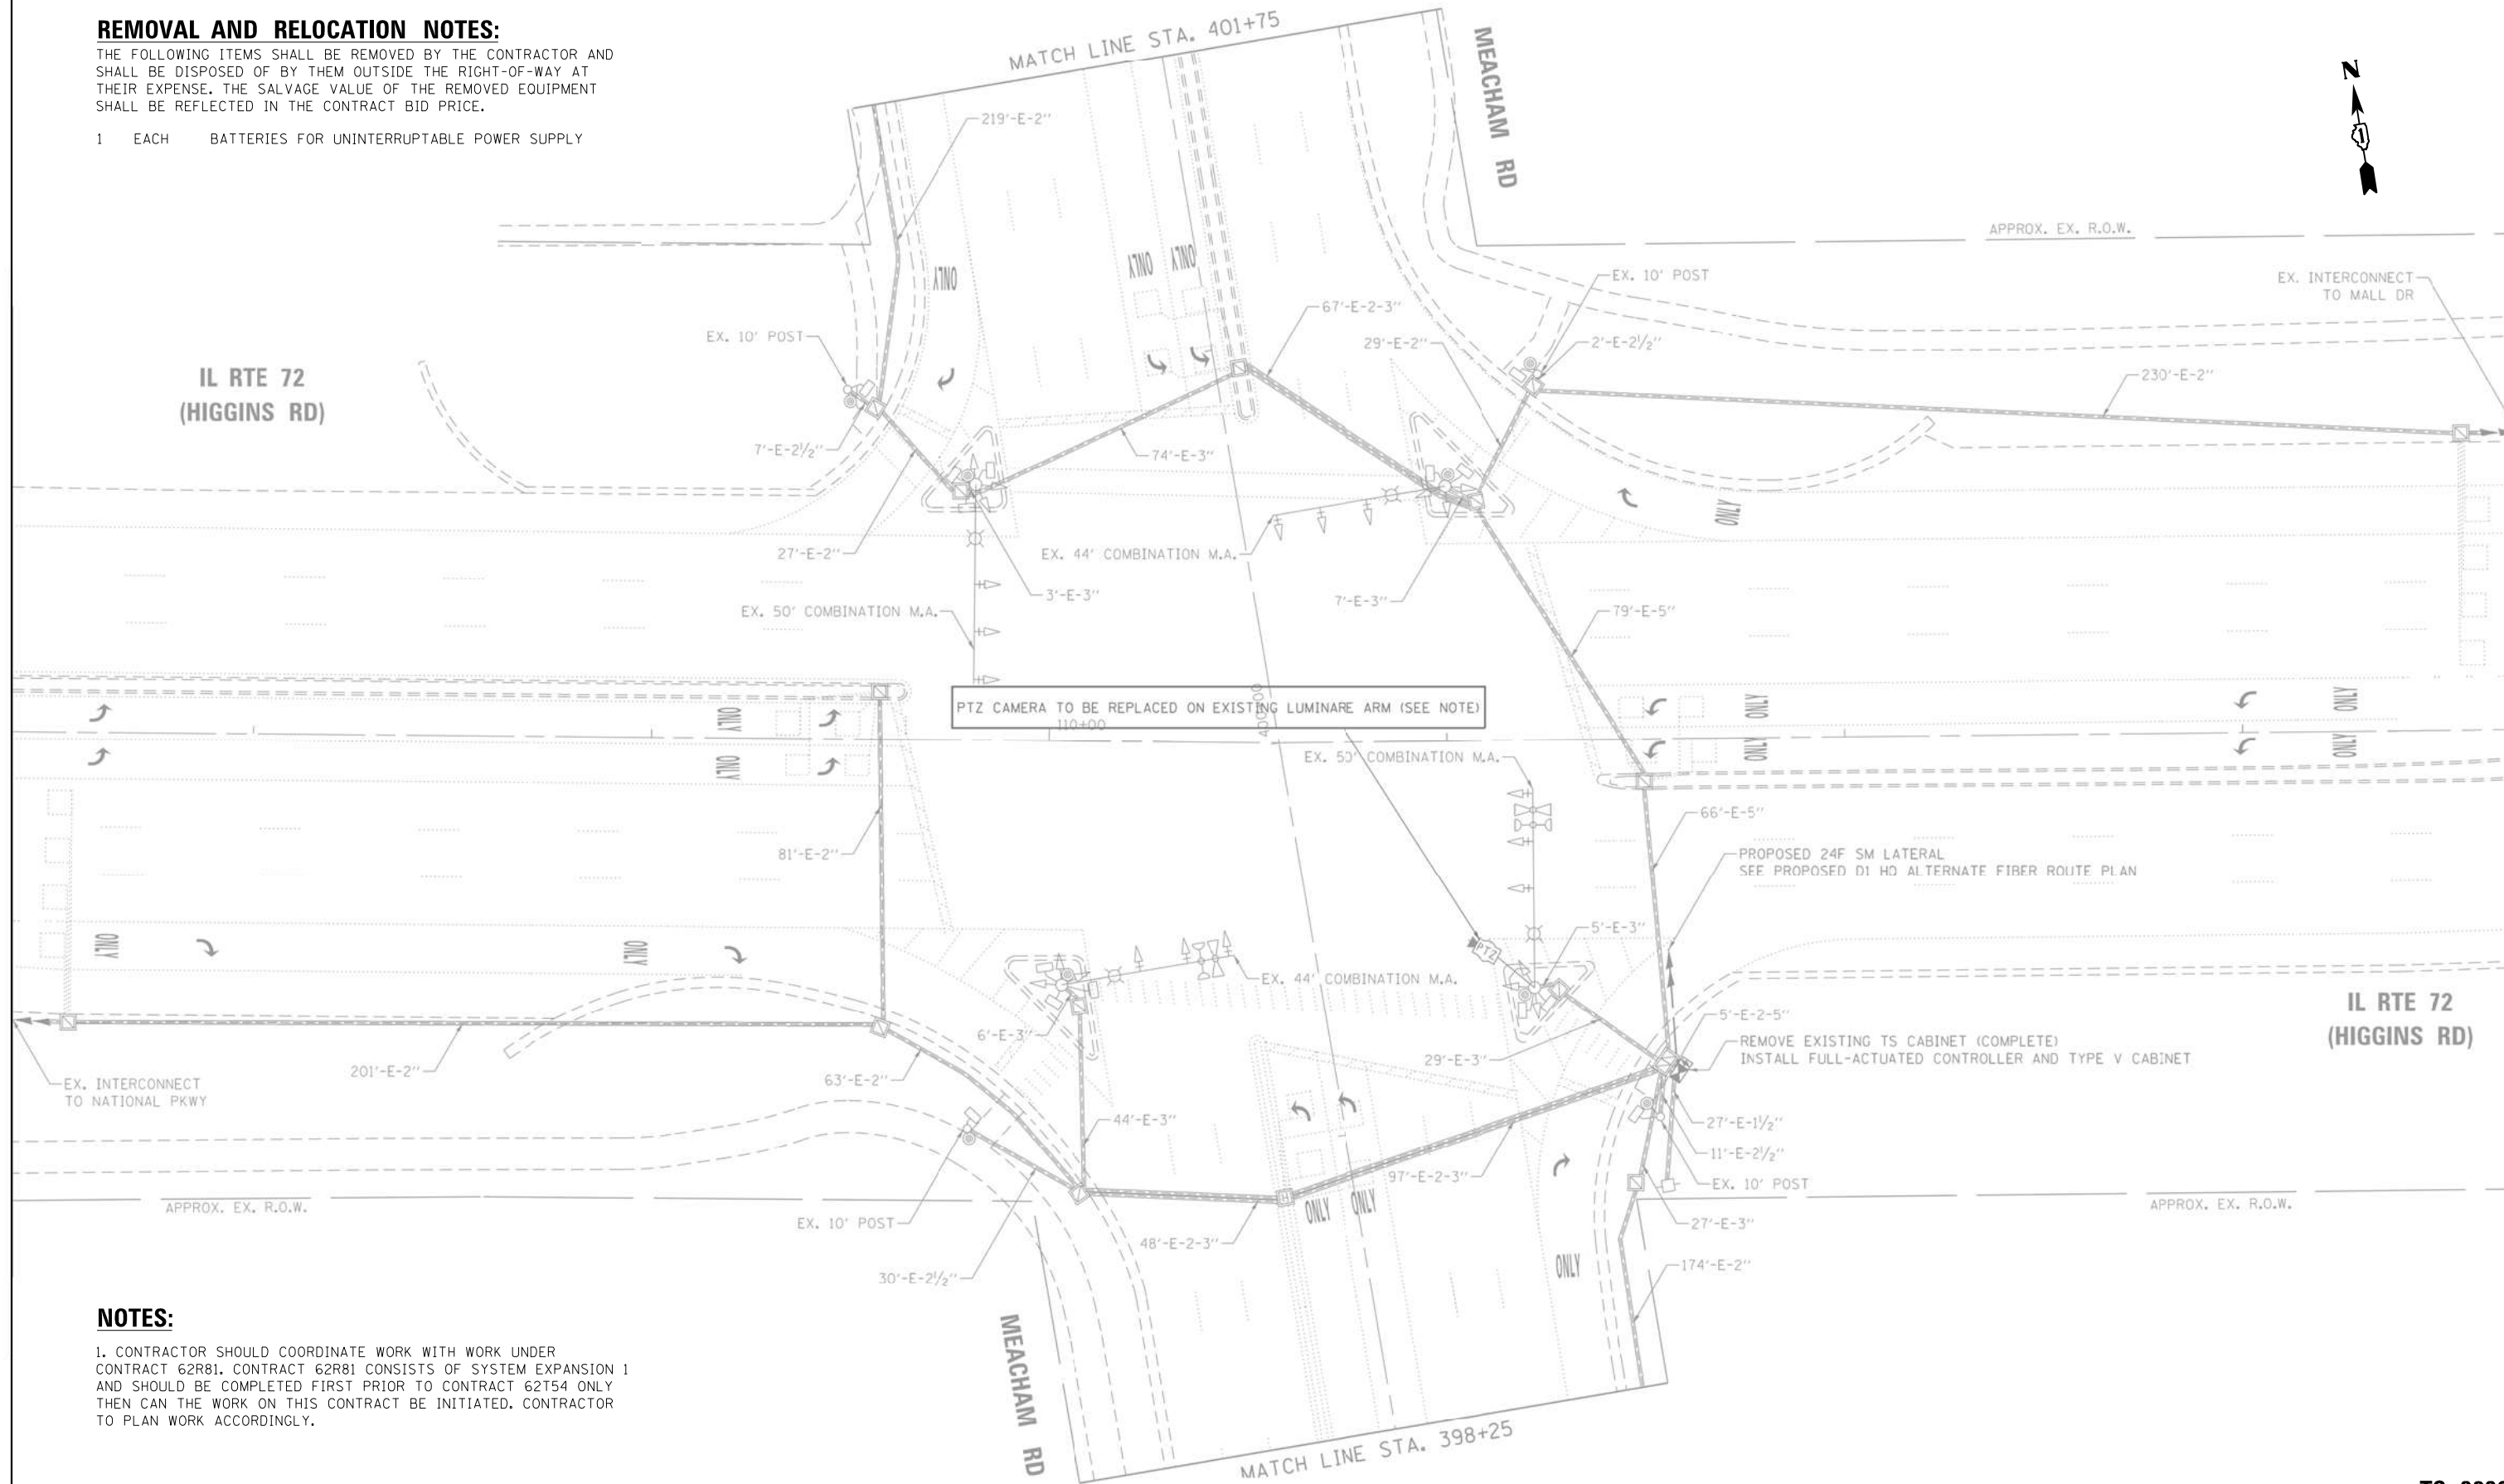 REMOVAL AND RELOCATION NOTES:
THE FOLLOWING ITEMS SHALL BE REMOVED BY THE CONTRACTOR AND
SHALL BE DISPOSED OF BY THEM OUTSIDE THE RIGHT-OF-WAY AT
THEIR EXPENSE. THE SALVAGE VALUE OF THE REMOVED EQUIPMENT
SHALL BE REFLECTED IN THE CONTRACT BID PRICE.
1 EACH BATTERIES FOR UNINTERRUPTABLE POWER SUPPLY
MATCH LINE STA. 401+75
MEACHAM RD
N
1
219'-E-2"
APPROX. EX. R.O.W.
ONLY
ONLY
ONLY
EX. 10' POST
EX. INTERCONNECT
TO MALL DR
67'-E-2-3"
EX. 10' POST
29'-E-2"
2'-E-2½"
IL RTE 72
(HIGGINS RD)
230'-E-2"
7'-E-2½"
74'-E-3"
ONLY
27'-E-2"
EX. 44' COMBINATION M.A.
3'-E-3"
7'-E-3"
EX. 50' COMBINATION M.A.
79'-E-5"
PTZ CAMERA TO BE REPLACED ON EXISTING LUMINARE ARM (SEE NOTE)
110+00
ONLY
ONLY
ONLY
ONLY
ONLY
ONLY
EX. 50' COMBINATION M.A.
66'-E-5"
81'-E-2"
PROPOSED 24F SM LATERAL
SEE PROPOSED D1 HQ ALTERNATE FIBER ROUTE PLAN
ONLY
ONLY
5'-E-3"
PTZ
EX. 44' COMBINATION M.A.
IL RTE 72
(HIGGINS RD)
5'-E-2-5"
6'-E-3"
REMOVE EXISTING TS CABINET (COMPLETE)
INSTALL FULL-ACTUATED CONTROLLER AND TYPE V CABINET
29'-E-3"
201'-E-2"
63'-E-2"
EX. INTERCONNECT
TO NATIONAL PKWY
44'-E-3"
27'-E-1½"
11'-E-2½"
97'-E-2-3"
EX. 10' POST
H
APPROX. EX. R.O.W.
APPROX. EX. R.O.W.
ONLY
ONLY
EX. 10' POST
27'-E-3"
48'-E-2-3"
ONLY
174'-E-2"
30'-E-2½"
NOTES:
1. CONTRACTOR SHOULD COORDINATE WORK WITH WORK UNDER
CONTRACT 62R81. CONTRACT 62R81 CONSISTS OF SYSTEM EXPANSION 1
AND SHOULD BE COMPLETED FIRST PRIOR TO CONTRACT 62T54 ONLY
THEN CAN THE WORK ON THIS CONTRACT BE INITIATED. CONTRACTOR
TO PLAN WORK ACCORDINGLY.
MEACHAM RD
MATCH LINE STA. 398+25